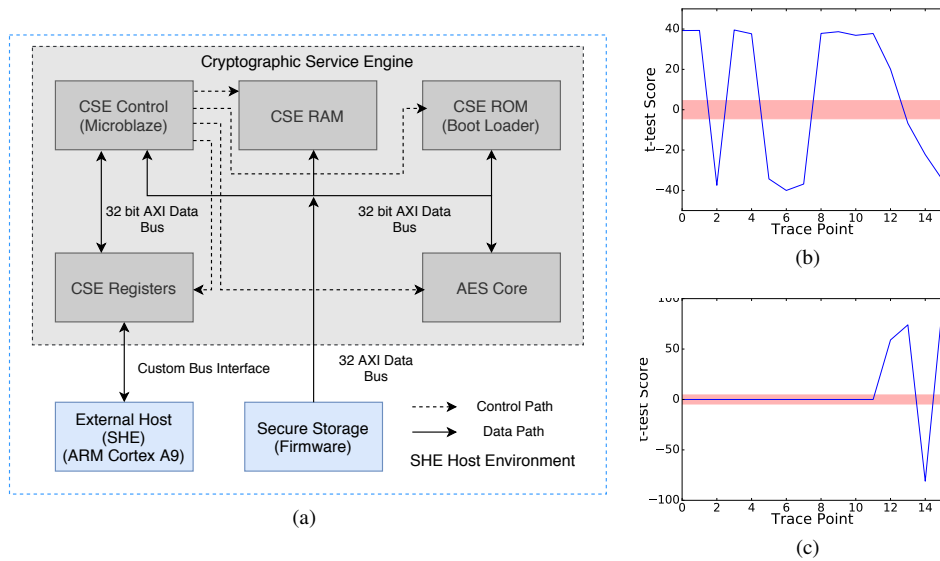 Cryptographic Service Engine
CSE Control
(Microblaze)
CSE RAM
CSE ROM
(Boot Loader)
32 bit AXI Data
Bus
32 bit AXI Data
Bus
CSE Registers
AES Core
Custom Bus Interface
32 AXI Data
Bus
External Host
(SHE)
(ARM Cortex A9)
Secure Storage
(Firmware)
Control Path
Data Path
SHE Host Environment
(a)
t-test Score
40
20
0
−20
−40
0 2 4 6 8 10 12 14
Trace Point
(b)
t-test Score
100
50
0
−50
−100
0 2 4 6 8 10 12 14
Trace Point
(c)